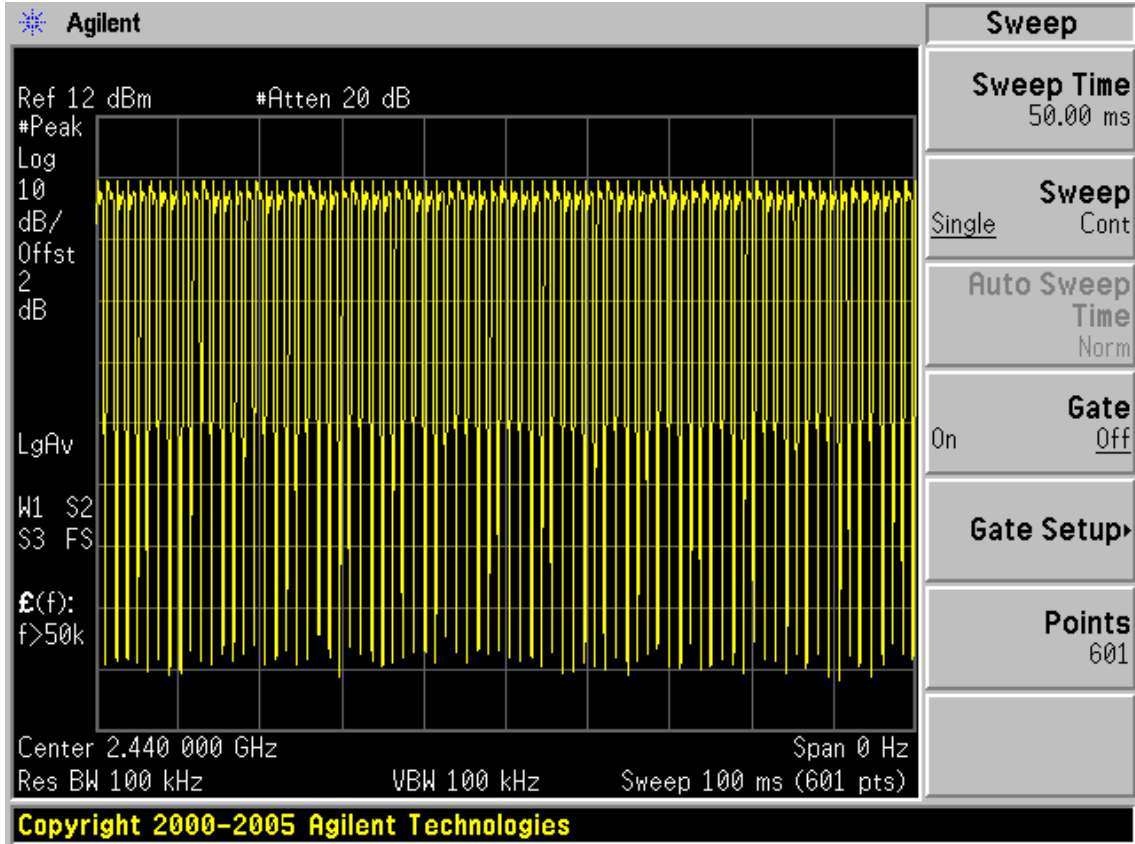 Agilent
Sweep
Ref 12 dBm #Atten 20 dB
#Peak
Log
10
dB/
Offst
2
dB
LgAv
W1 S2
S3 FS
£(f):
f>50k
Center 2.440 000 GHz Span 0 Hz
Res BW 100 kHz VBW 100 kHz Sweep 100 ms (601 pts)
Copyright 2000-2005 Agilent Technologies
Sweep Time
50.00 ms
Sweep
Single Cont
Auto Sweep
Time
Norm
Gate
On Off
Gate Setup▸
Points
601